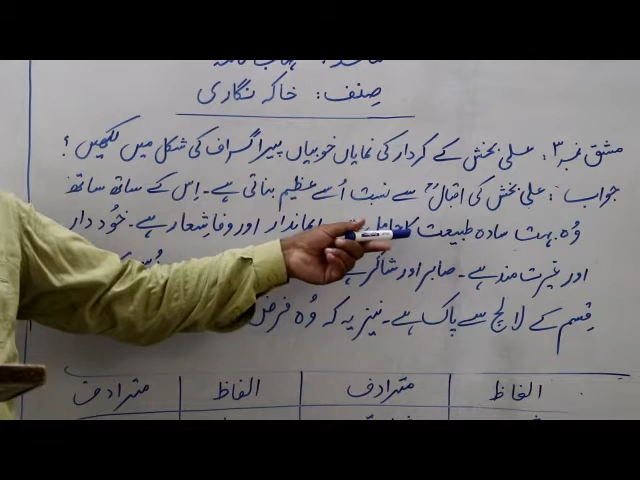 صِنف: خاکہ نگاری
مشق نمبر ۳: علی بخش کے کردار کی نمایاں خوبیاں پیراگراف کی شکل میں لکھیں؟
جواب: علی بخش کی اقبالؒ سے نسبت اُسے عظیم بناتی ہے۔ اِس کے ساتھ ساتھ
وُہ بہت سادہ طبیعت کا ایماندار اور وفا شعار ہے۔ خُود دار
اور غیرت مند ہے۔ صابر اور شاکر ہے
قِسم کے لالچ سے پاک ہے۔ نیز یہ کہ وُہ فرض
الفاظ مترادف الفاظ مترادف